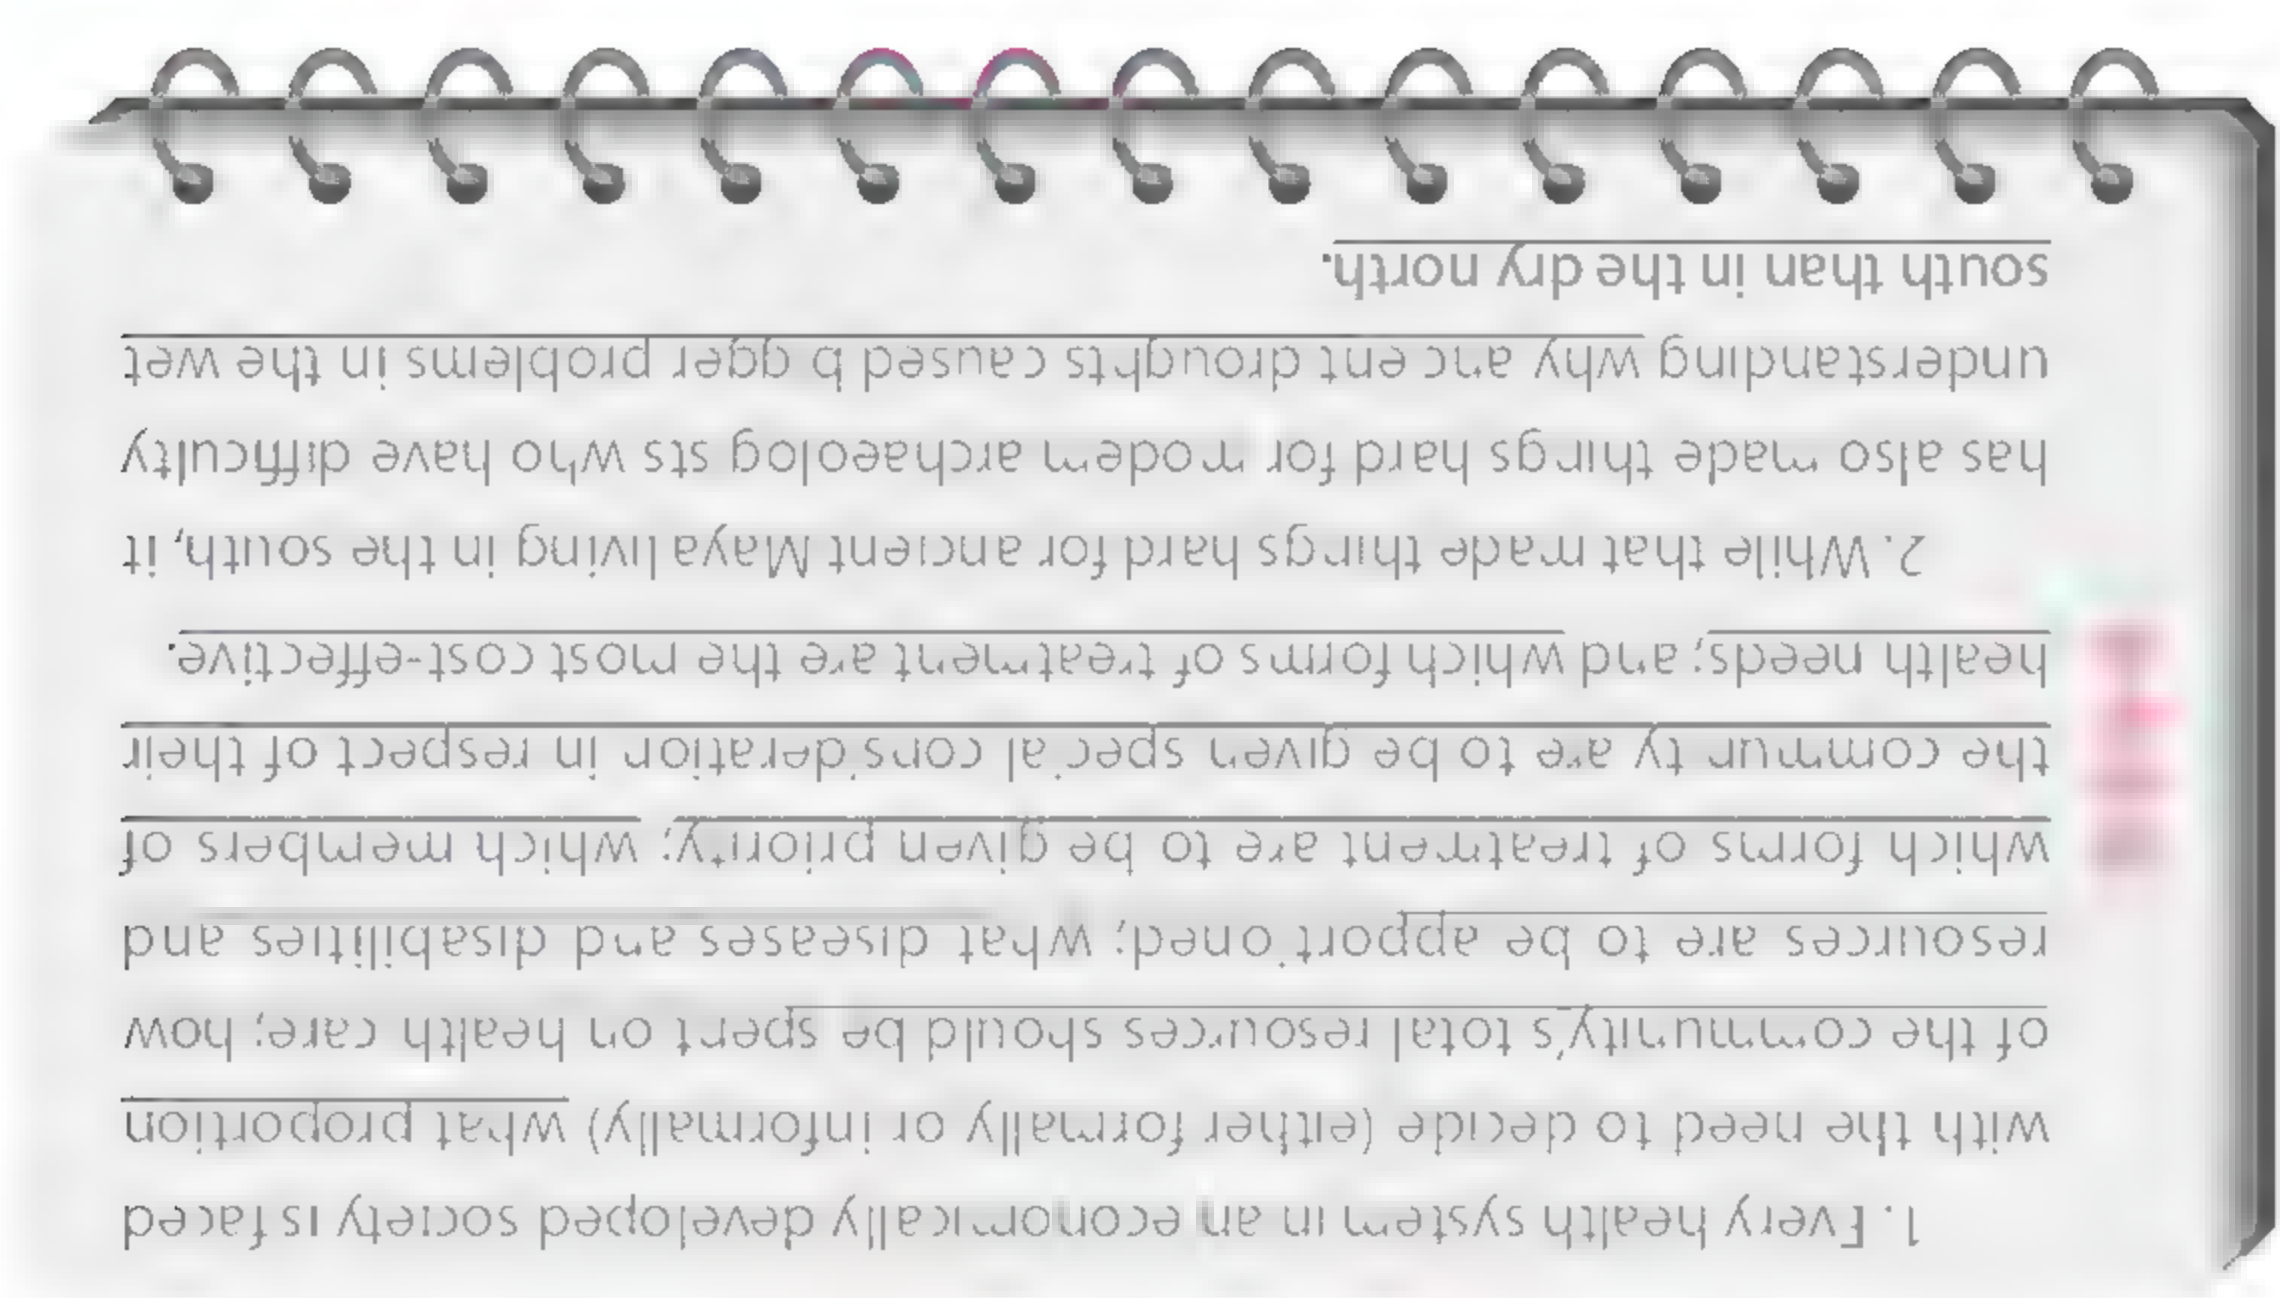 1. Every health system in an economically developed society is faced
with the need to decide (either formally or informally) what proportion
of the community's total resources should be spent on health care; how
resources are to be apportioned; what diseases and disabilities and
which forms of treatment are to be given priority; which members of
the community are to be given special consideration in respect of their
health needs; and which forms of treatment are the most cost-effective.
2. While that made things hard for ancient Maya living in the south, it
has also made things hard for modern archaeologists who have difficulty
understanding why ancient droughts caused bigger problems in the wet
south than in the dry north.